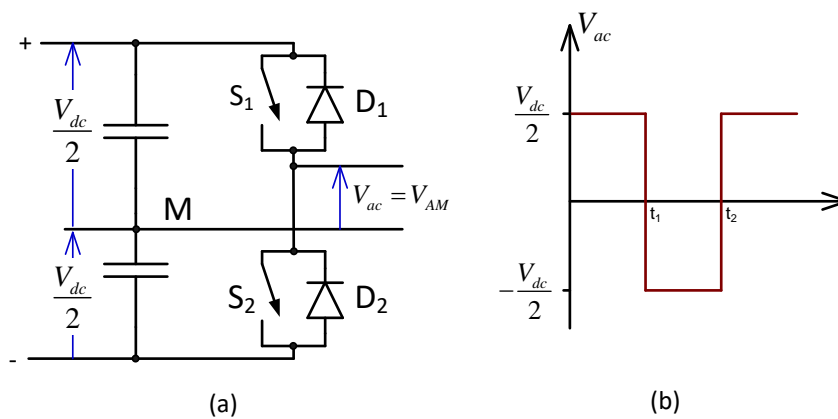 +
V_dc/2
S1
D1
V_ac = V_AM
M
V_dc/2
S2
D2
-
(a)
V_ac
V_dc/2
t1
t2
-V_dc/2
(b)